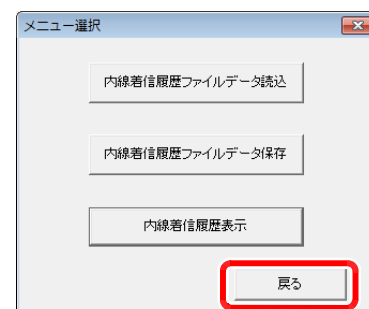 メニュー選択
内線着信履歴ファイルデータ読込
内線着信履歴ファイルデータ保存
内線着信履歴表示
戻る